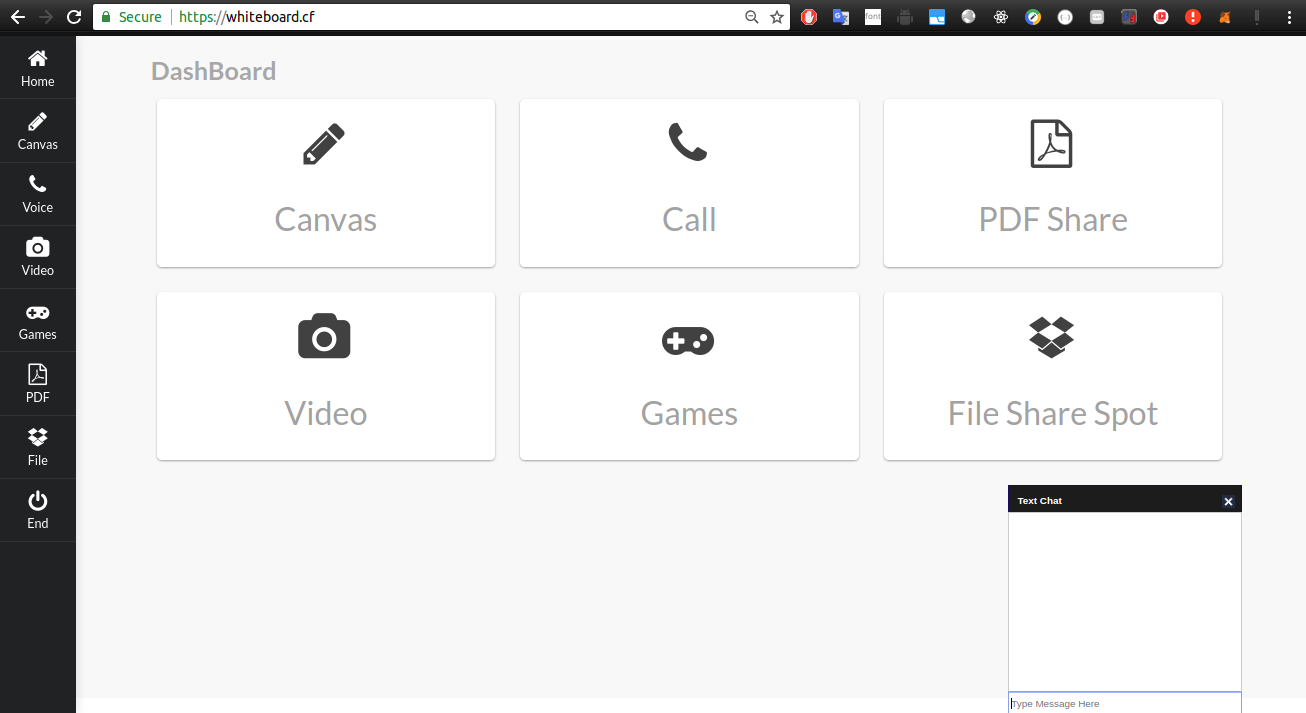 Secure https://whiteboard.cf
font
Home
Canvas
Voice
Video
Games
PDF
File
End
DashBoard
Canvas
Call
PDF Share
Video
Games
File Share Spot
Text Chat
Type Message Here